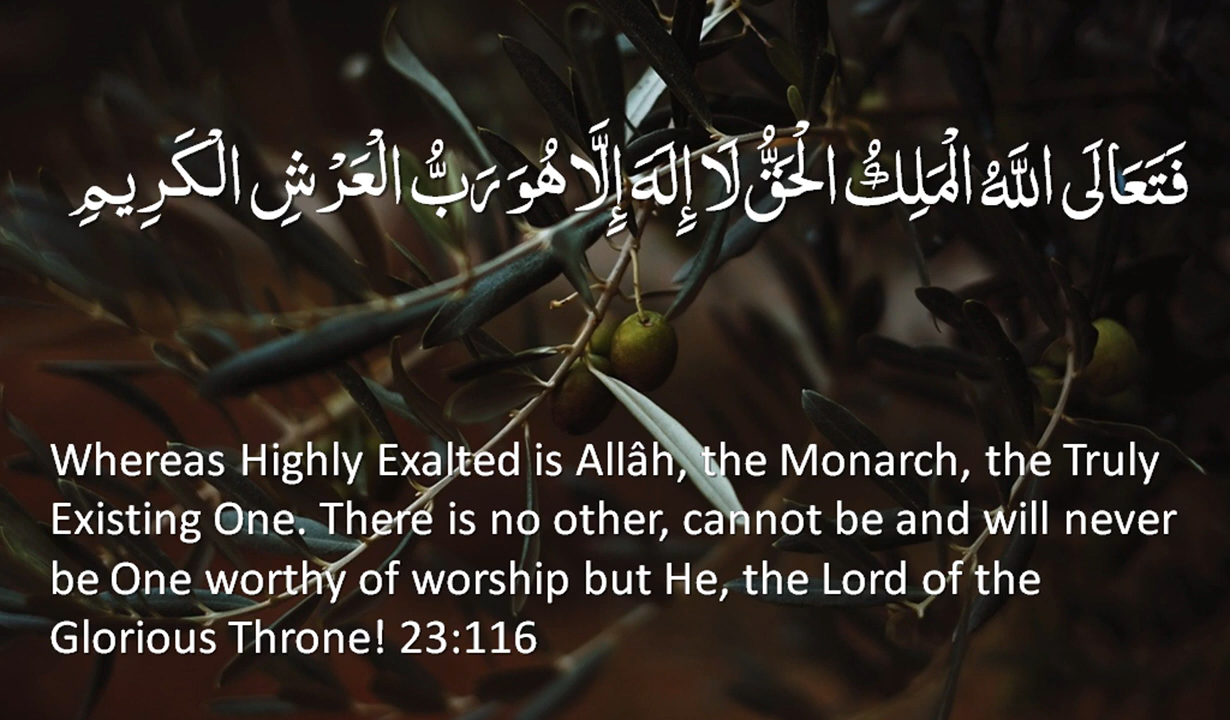 فَتَعَالَى اللَّهُ الْمَلِكُ الْحَقُّ لَا إِلَهَ إِلَّا هُوَ رَبُّ الْعَرْشِ الْكَرِيمِ
Whereas Highly Exalted is Allâh, the Monarch, the Truly
Existing One. There is no other, cannot be and will never
be One worthy of worship but He, the Lord of the
Glorious Throne! 23:116